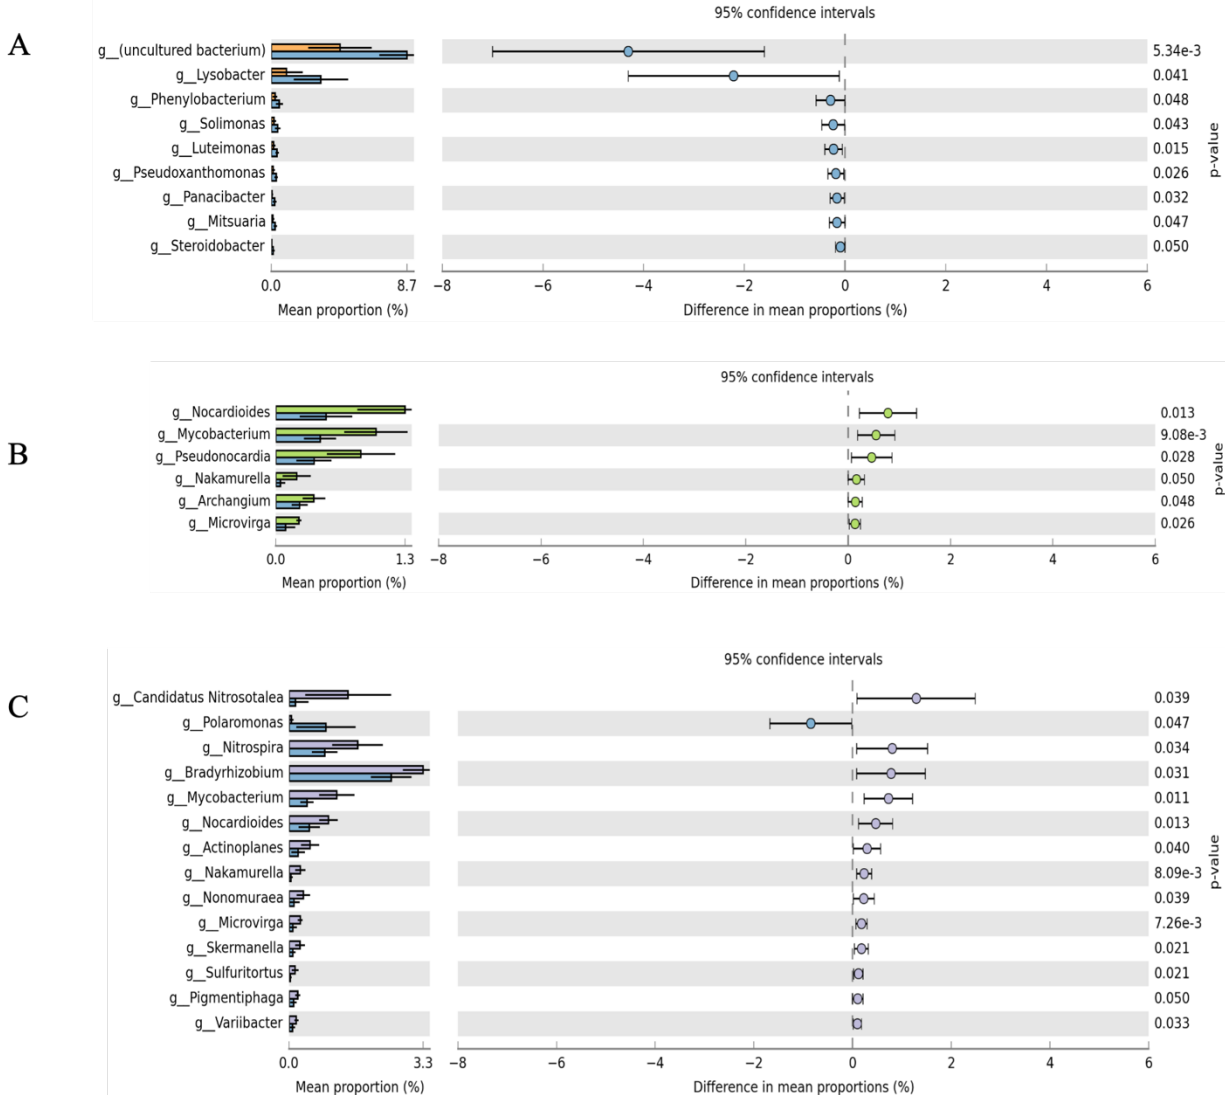 A
95% confidence intervals
g__(uncultured bacterium) 5.34e-3
g__Lysobacter 0.041
g__Phenylobacterium 0.048
g__Solimonas 0.043
g__Luteimonas 0.015
g__Pseudoxanthomonas 0.026
g__Panacibacter 0.032
g__Mitsuaria 0.047
g__Steroidobacter 0.050
p-value
0.0 8.7 −8 −6 −4 −2 0 2 4 6
Mean proportion (%) Difference in mean proportions (%)
B
95% confidence intervals
g__Nocardioides 0.013
g__Mycobacterium 9.08e-3
g__Pseudonocardia 0.028
g__Nakamurella 0.050
g__Archangium 0.048
g__Microvirga 0.026
p-value
0.0 1.3 −8 −6 −4 −2 0 2 4 6
Mean proportion (%) Difference in mean proportions (%)
C
95% confidence intervals
g__Candidatus Nitrosotalea 0.039
g__Polaromonas 0.047
g__Nitrospira 0.034
g__Bradyrhizobium 0.031
g__Mycobacterium 0.011
g__Nocardioides 0.013
g__Actinoplanes 0.040
g__Nakamurella 8.09e-3
g__Nonomuraea 0.039
g__Microvirga 7.26e-3
g__Skermanella 0.021
g__Sulfuritortus 0.021
g__Pigmentiphaga 0.050
g__Variibacter 0.033
p-value
0.0 3.3 −8 −6 −4 −2 0 2 4 6
Mean proportion (%) Difference in mean proportions (%)